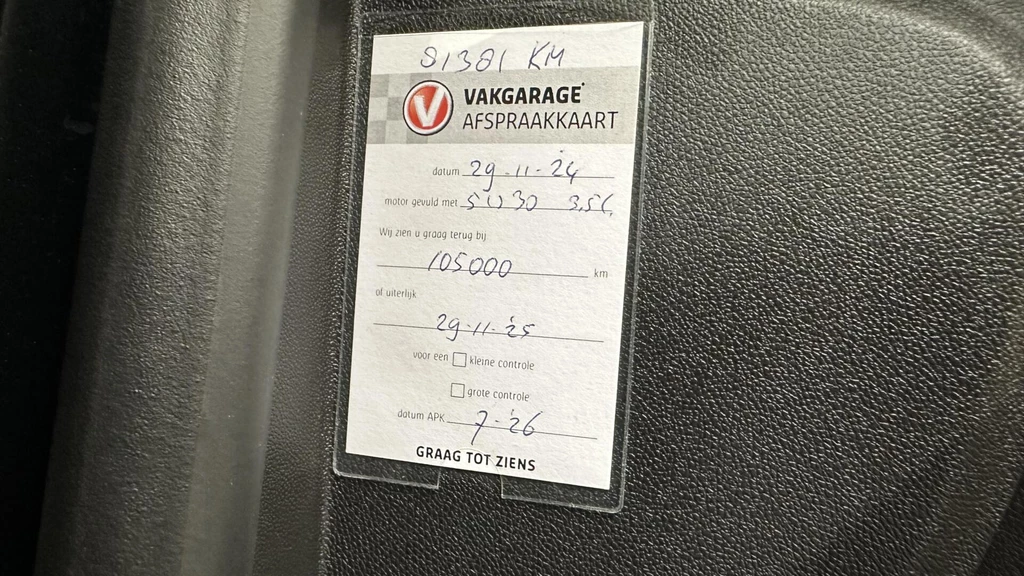 91381 KM
V VAKGARAGE
AFSPRAAKKAART
datum 29-11-'24
motor gevuld met 5W30 3,5L
Wij zien u graag terug bij
105000 km
of uiterlijk
29-11-'25
voor een kleine controle
grote controle
datum APK 7-'26
GRAAG TOT ZIENS